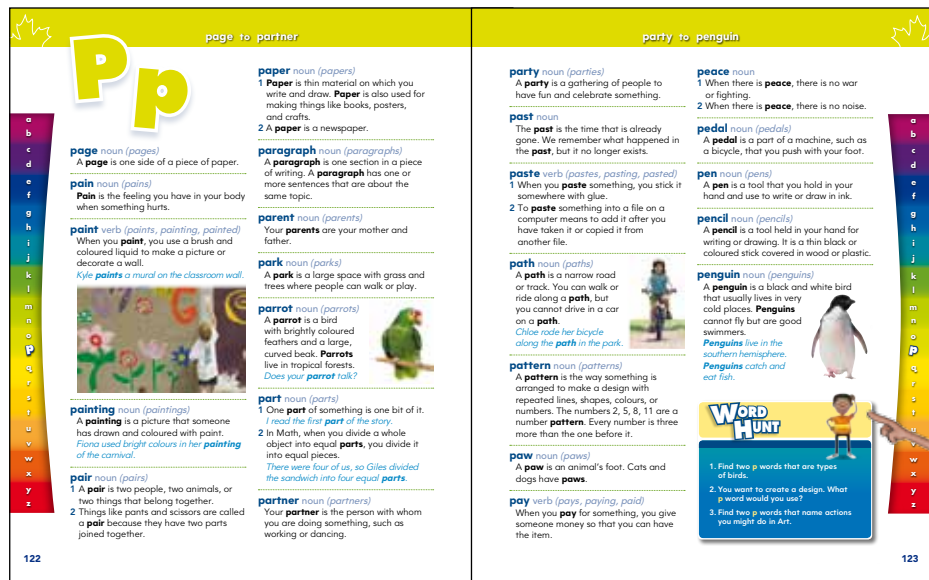 page to partner
Pp
page noun (pages)
A page is one side of a piece of paper.
pain noun (pains)
Pain is the feeling you have in your body
when something hurts.
paint verb (paints, painting, painted)
When you paint, you use a brush and
coloured liquid to make a picture or
decorate a wall.
Kyle paints a mural on the classroom wall.
painting noun (paintings)
A painting is a picture that someone
has drawn and coloured with paint.
Fiona used bright colours in her painting
of the carnival.
pair noun (pairs)
1 A pair is two people, two animals, or
two things that belong together.
2 Things like pants and scissors are called
a pair because they have two parts
joined together.
paper noun (papers)
1 Paper is thin material on which you
write and draw. Paper is also used for
making things like books, posters,
and crafts.
2 A paper is a newspaper.
paragraph noun (paragraphs)
A paragraph is one section in a piece
of writing. A paragraph has one or
more sentences that are about the
same topic.
parent noun (parents)
Your parents are your mother and
father.
park noun (parks)
A park is a large space with grass and
trees where people can walk or play.
parrot noun (parrots)
A parrot is a bird
with brightly coloured
feathers and a large,
curved beak. Parrots
live in tropical forests.
Does your parrot talk?
part noun (parts)
1 One part of something is one bit of it.
I read the first part of the story.
2 In Math, when you divide a whole
object into equal parts, you divide it
into equal pieces.
There were four of us, so Giles divided
the sandwich into four equal parts.
partner noun (partners)
Your partner is the person with whom
you are doing something, such as
working or dancing.
a
b
c
d
e
f
g
h
i
j
k
l
m
n
o
p
q
r
s
t
u
v
w
x
y
z
122
party to penguin
party noun (parties)
A party is a gathering of people to
have fun and celebrate something.
past noun
The past is the time that is already
gone. We remember what happened in
the past, but it no longer exists.
paste verb (pastes, pasting, pasted)
1 When you paste something, you stick it
somewhere with glue.
2 To paste something into a file on a
computer means to add it after you
have taken it or copied it from
another file.
path noun (paths)
A path is a narrow road
or track. You can walk or
ride along a path, but
you cannot drive in a car
on a path.
Chloe rode her bicycle
along the path in the park.
pattern noun (patterns)
A pattern is the way something is
arranged to make a design with
repeated lines, shapes, colours, or
numbers. The numbers 2, 5, 8, 11 are a
number pattern. Every number is three
more than the one before it.
paw noun (paws)
A paw is an animal's foot. Cats and
dogs have paws.
pay verb (pays, paying, paid)
When you pay for something, you give
someone money so that you can have
the item.
peace noun
1 When there is peace, there is no war
or fighting.
2 When there is peace, there is no noise.
pedal noun (pedals)
A pedal is a part of a machine, such as
a bicycle, that you push with your foot.
pen noun (pens)
A pen is a tool that you hold in your
hand and use to write or draw in ink.
pencil noun (pencils)
A pencil is a tool held in your hand for
writing or drawing. It is a thin black or
coloured stick covered in wood or plastic.
penguin noun (penguins)
A penguin is a black and white bird
that usually lives in very
cold places. Penguins
cannot fly but are good
swimmers.
Penguins live in the
southern hemisphere.
Penguins catch and
eat fish.
WORD
HUNT
1. Find two p words that are types
of birds.
2. You want to create a design. What
p word would you use?
3. Find two p words that name actions
you might do in Art.
a
b
c
d
e
f
g
h
i
j
k
l
m
n
o
p
q
r
s
t
u
v
w
x
y
z
123